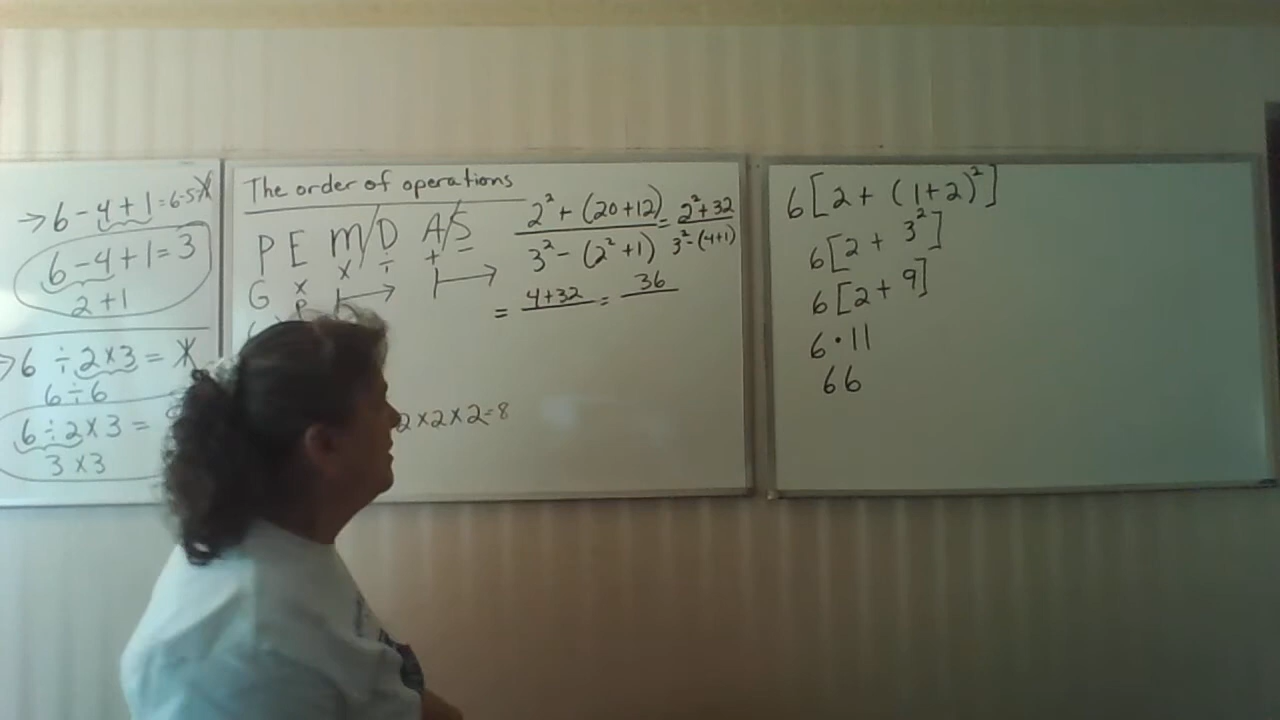 → 6 - 4 + 1 = 6-5
6 - 4 + 1 = 3
2 + 1
→ 6 ÷ 2 × 3 =
6 ÷ 6
6 ÷ 2 × 3 =
3 × 3
The order of operations
P E M/D A/S
G x × ÷ + −
P
2² + (20+12) = 2²+32
3² - (2² + 1) 3²-(4+1)
= 4+32 = 36
2×2×2=8
6[2 + (1+2)²]
6[2 + 3²]
6[2 + 9]
6·11
66